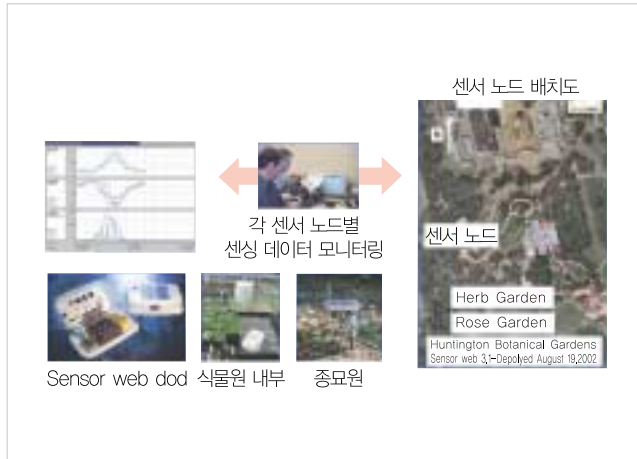 센서 노드 배치도
각 센서 노드별
센싱 데이터 모니터링
센서 노드
Herb Garden
Rose Garden
Huntington Botanical Gardens
Sensor web 3.1-Depolyed August 19,2002
Sensor web dod
식물원 내부
종묘원